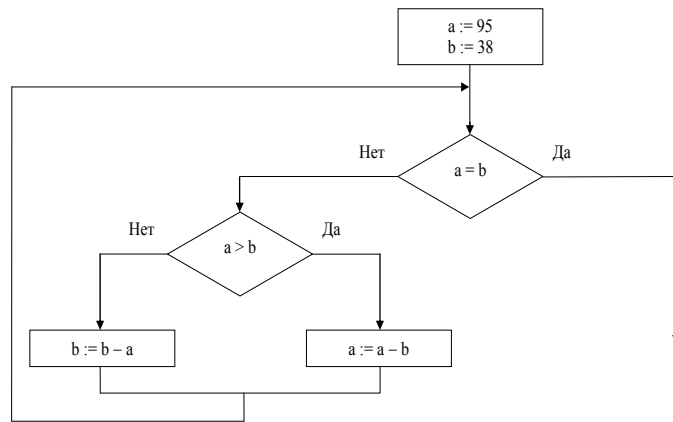 a := 95
b := 38
a = b
Нет
Да
a > b
Нет
Да
b := b – a
a := a – b